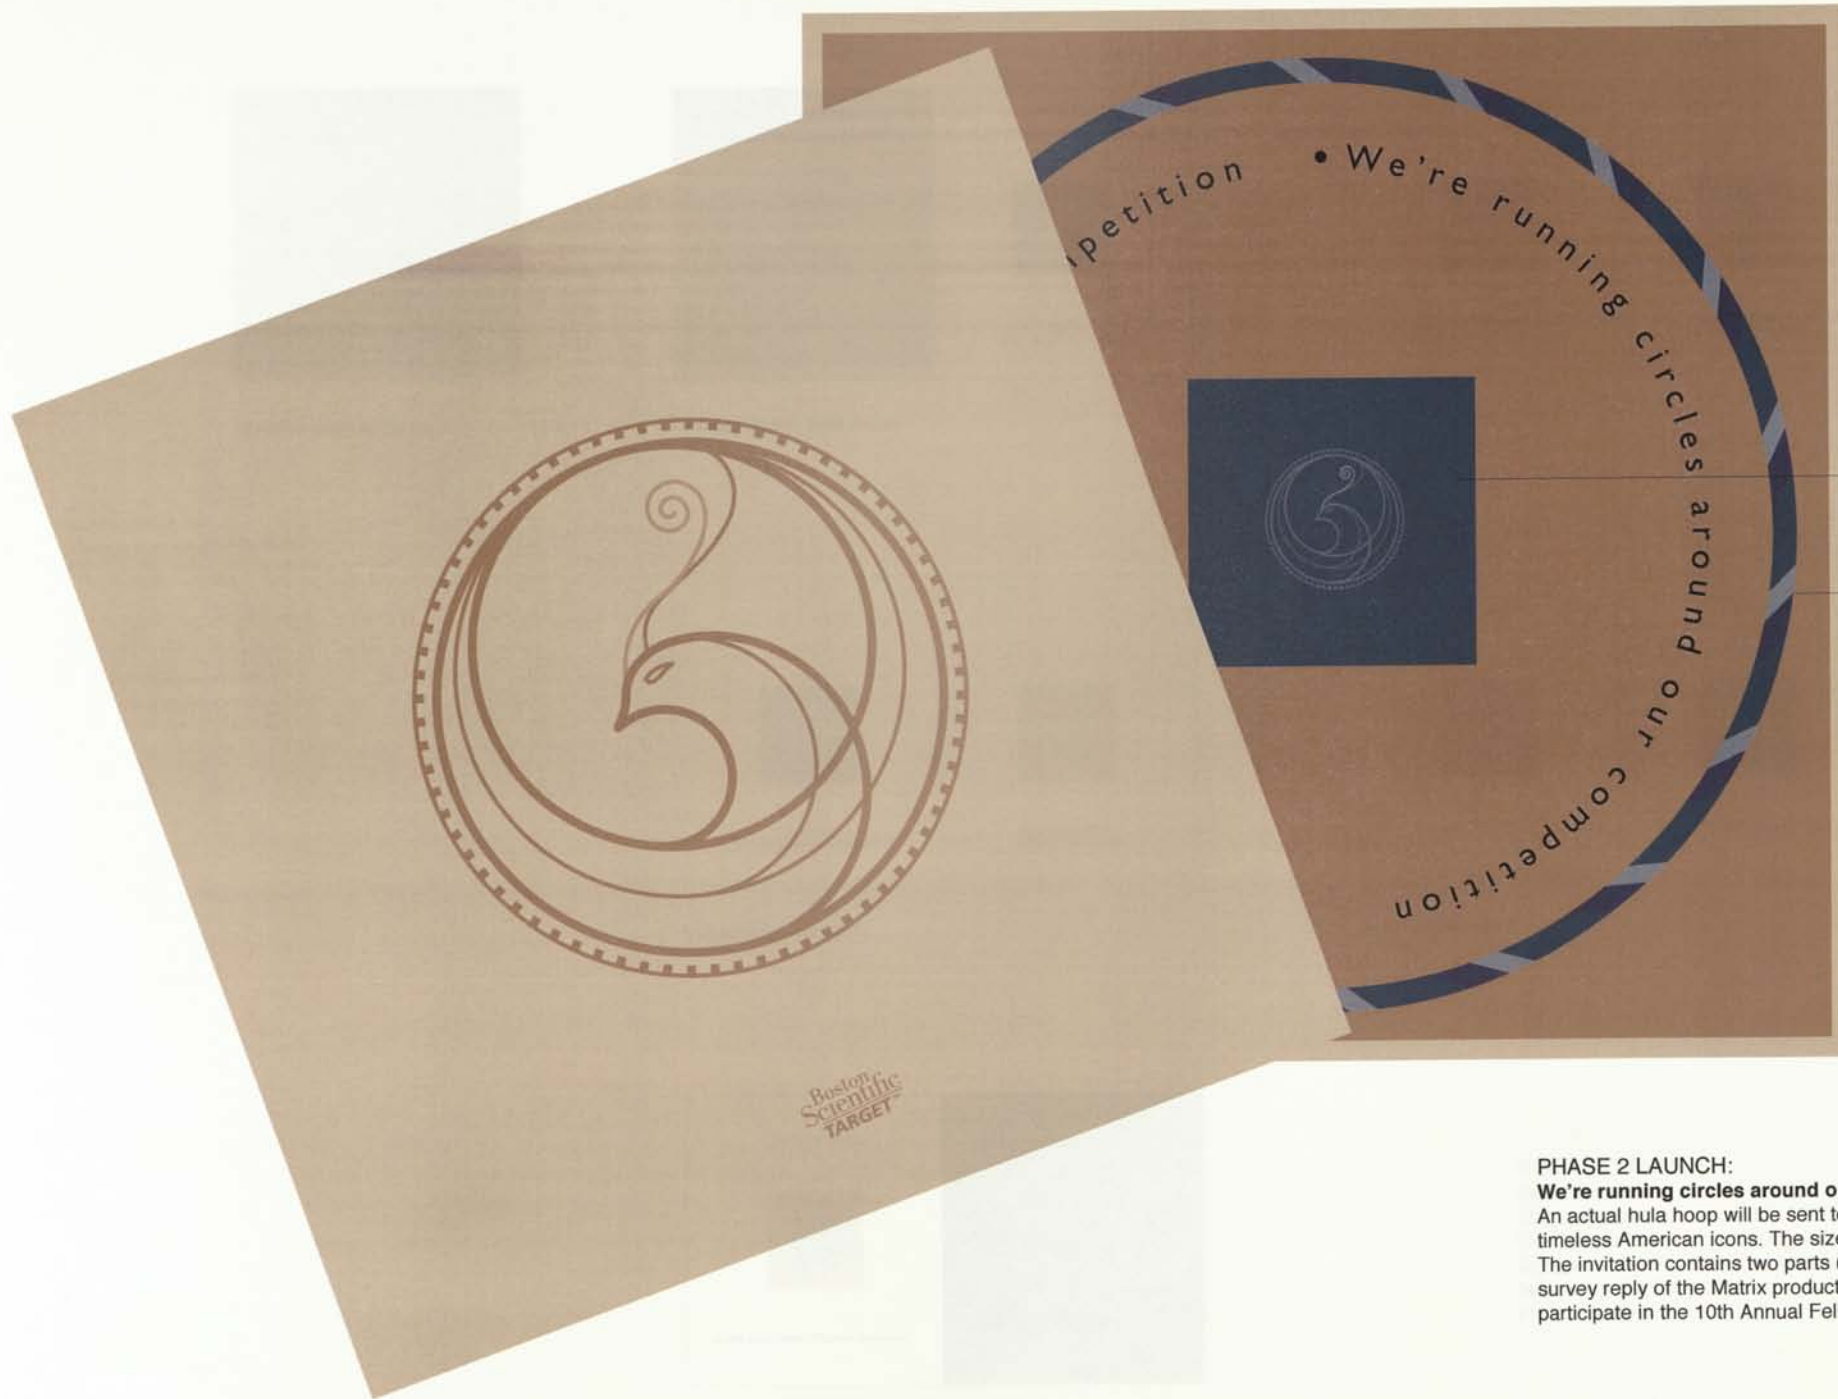 petition
• We're running circles around our competition
Boston
Scientific
TARGET™
PHASE 2 LAUNCH:
We're running circles around o
An actual hula hoop will be sent t
timeless American icons. The size
The invitation contains two parts
survey reply of the Matrix product
participate in the 10th Annual Fel